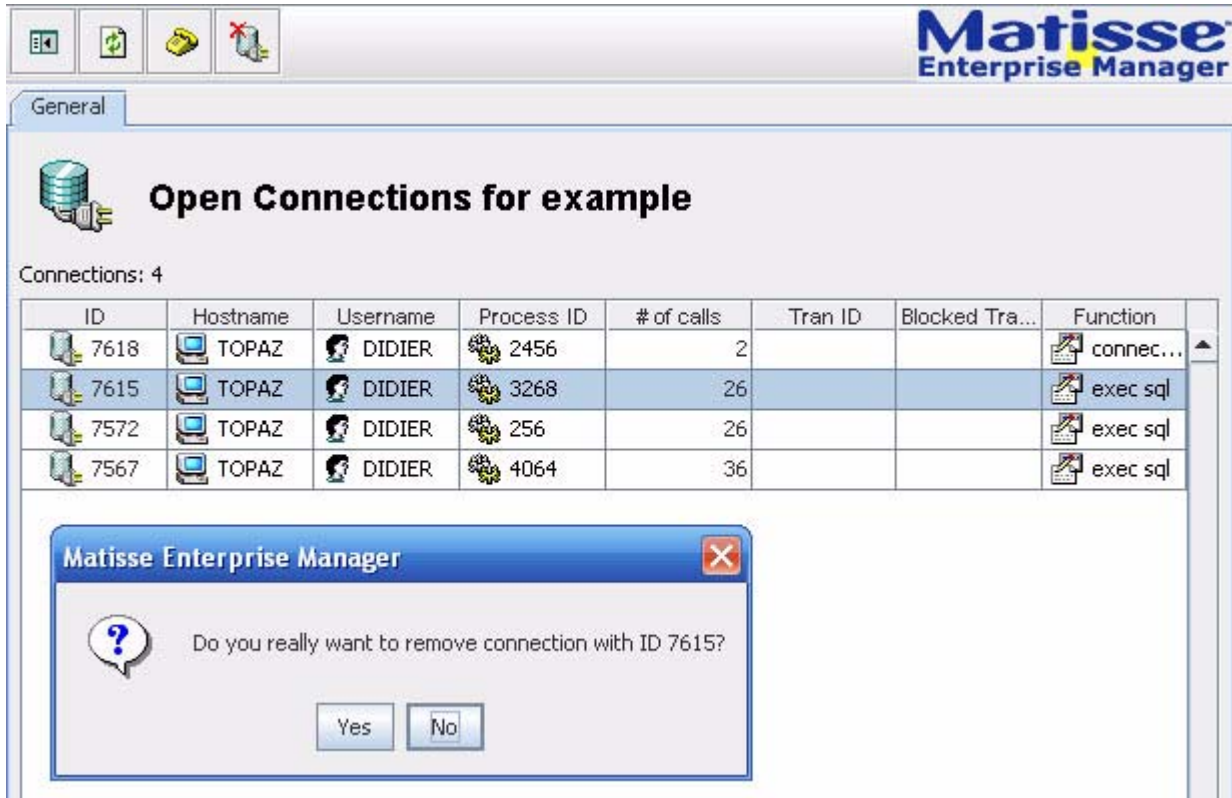 Matisse
Enterprise Manager
General
Open Connections for example
Connections: 4
ID Hostname Username Process ID # of calls Tran ID Blocked Tra... Function
7618 TOPAZ DIDIER 2456 2 connec...
7615 TOPAZ DIDIER 3268 26 exec sql
7572 TOPAZ DIDIER 256 26 exec sql
7567 TOPAZ DIDIER 4064 36 exec sql
Matisse Enterprise Manager
? Do you really want to remove connection with ID 7615?
Yes No